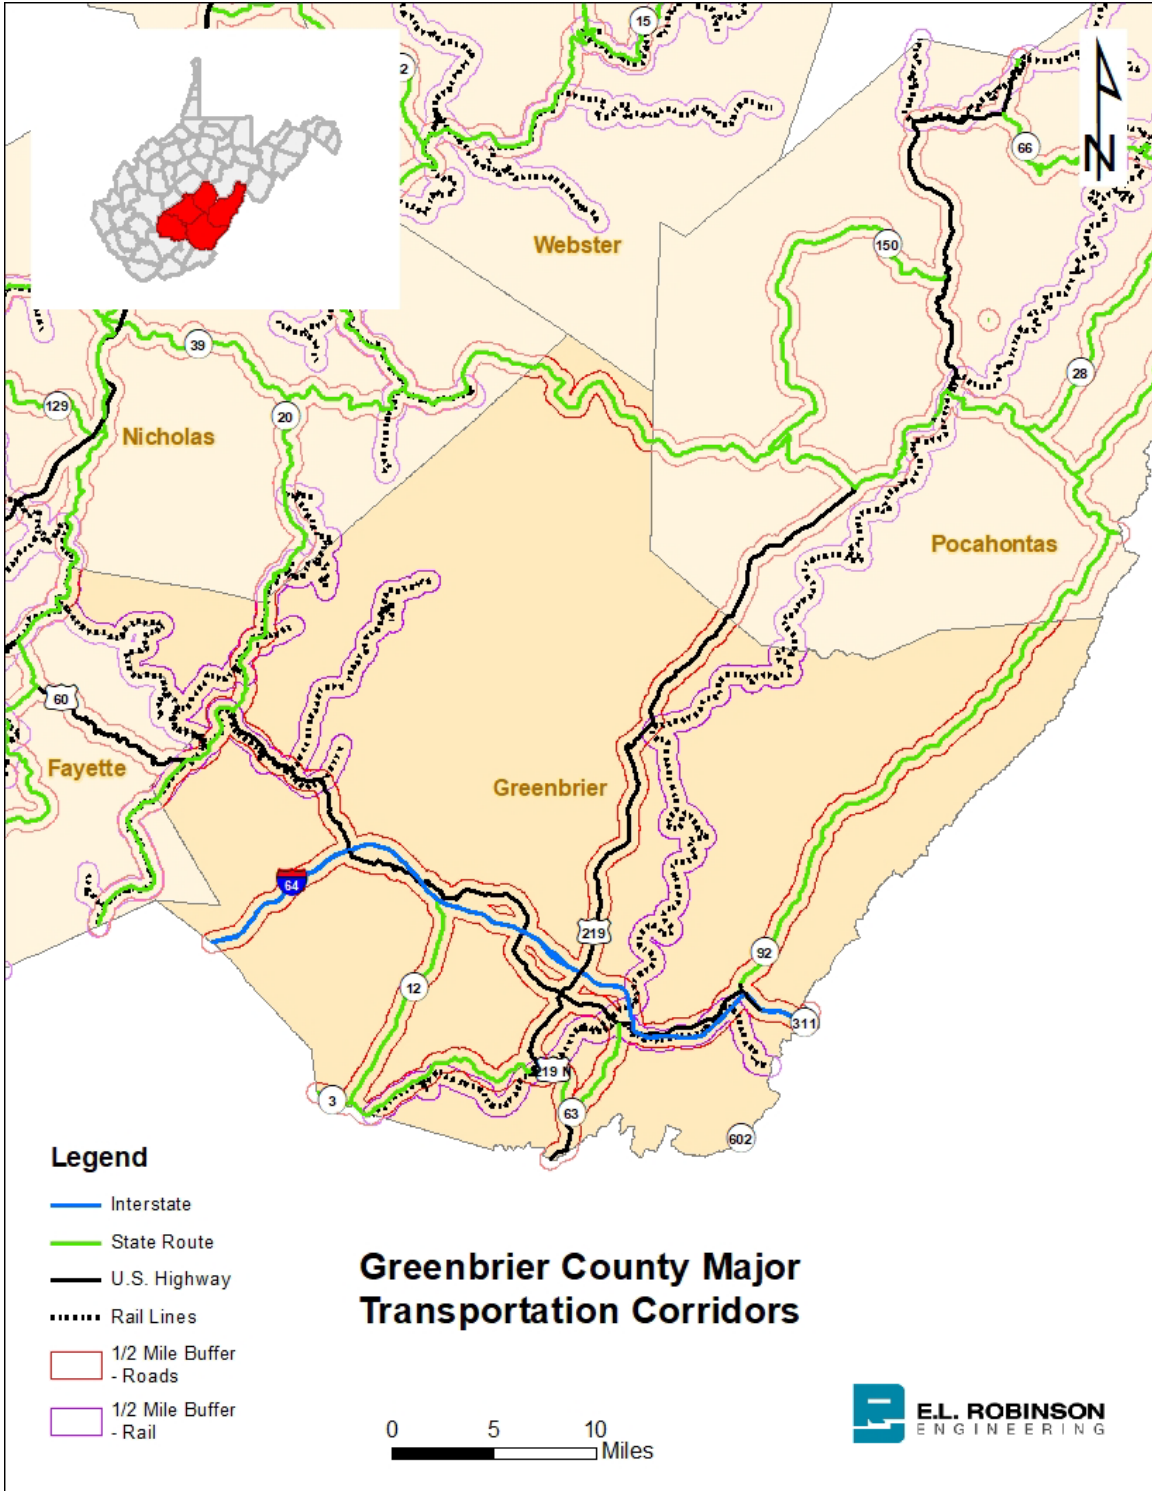 15
2
66
N
Webster
150
39
28
129
20
Nicholas
Pocahontas
60
Fayette
Greenbrier
64
219
92
12
311
219 N
3
63
602
Legend
Interstate
State Route
U.S. Highway
Rail Lines
1/2 Mile Buffer
- Roads
1/2 Mile Buffer
- Rail
Greenbrier County Major
Transportation Corridors
0 5 10
Miles
E.L. ROBINSON
ENGINEERING